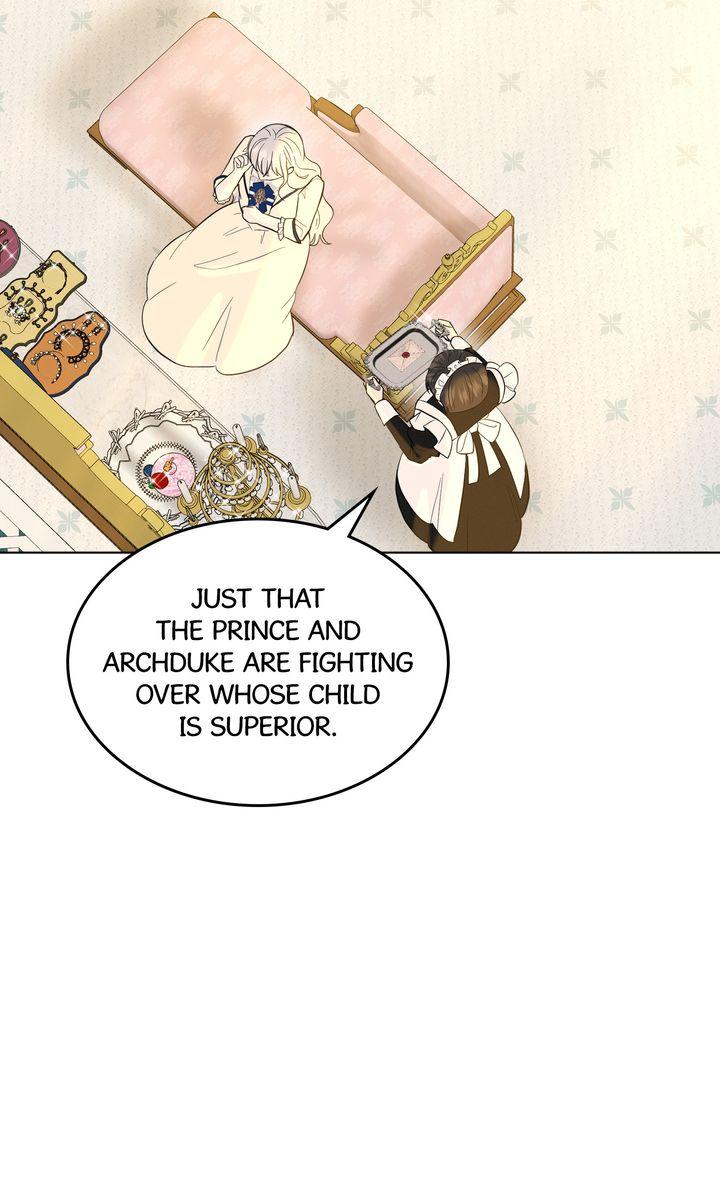 JUST THAT
THE PRINCE AND
ARCHDUKE ARE FIGHTING
OVER WHOSE CHILD
IS SUPERIOR.